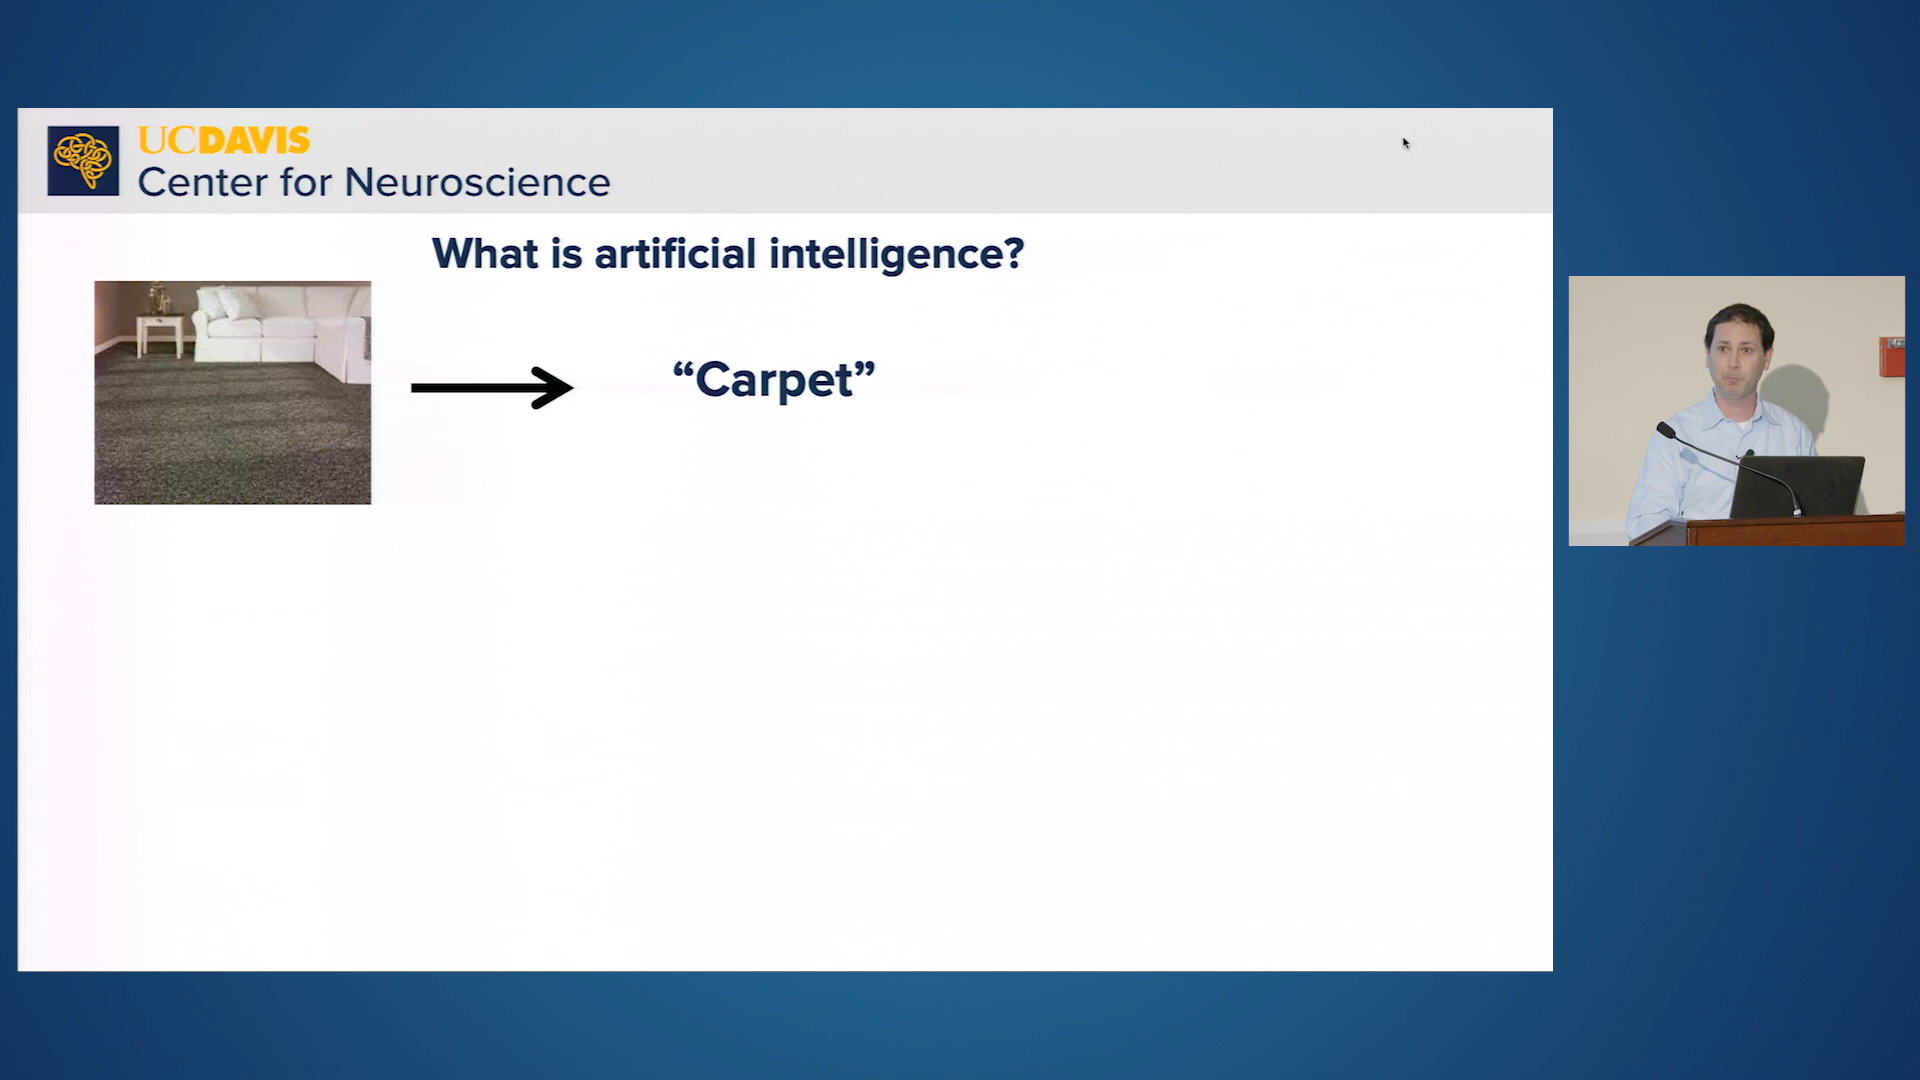 UCDAVIS
Center for Neuroscience
What is artificial intelligence?
“Carpet”